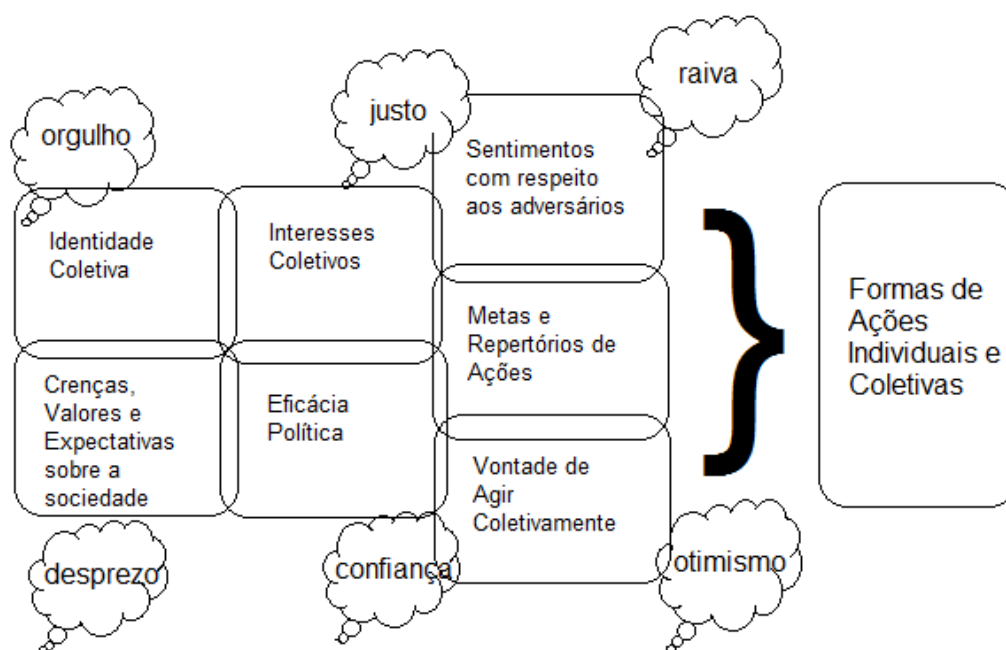 raiva
justo
orgulho
Sentimentos
com respeito
aos adversários
Identidade
Coletiva
Interesses
Coletivos
Metas e
Repertórios de
Ações
Formas de
Ações
Individuais e
Coletivas
Crenças,
Valores e
Expectativas
sobre a
sociedade
Eficácia
Política
Vontade de
Agir
Coletivamente
desprezo
confiança
otimismo